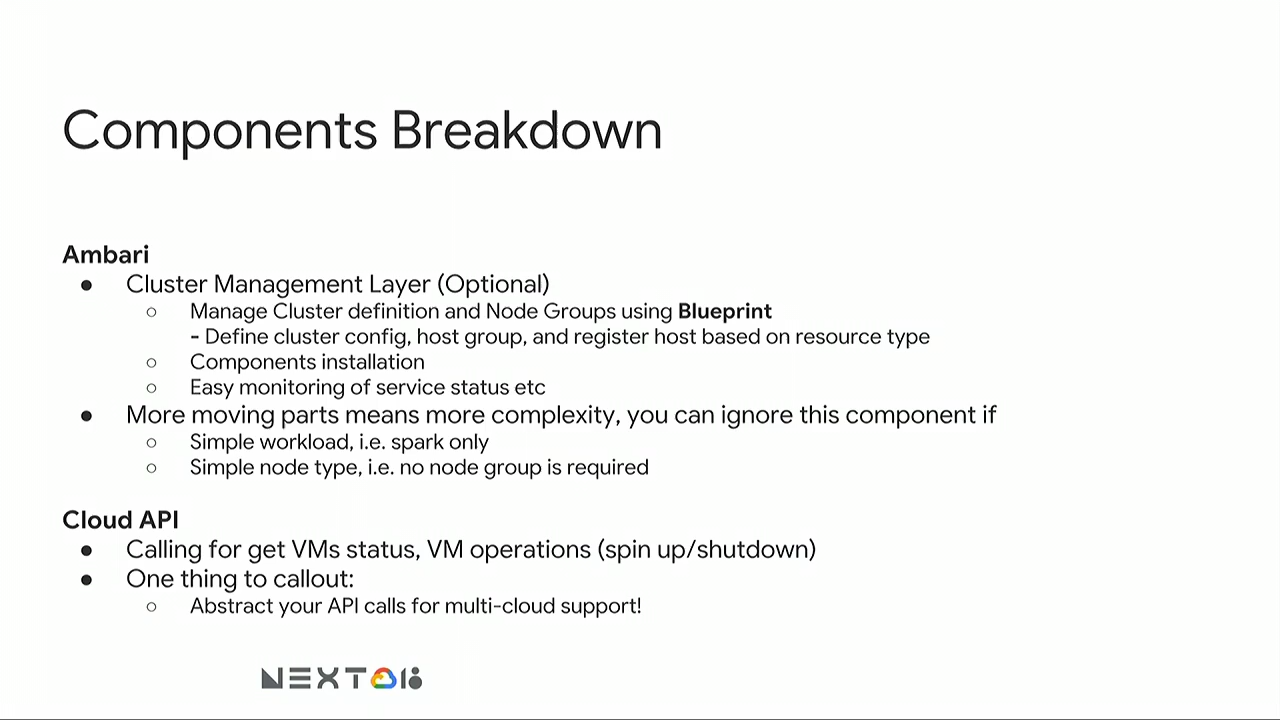 Components Breakdown
Ambari
● Cluster Management Layer (Optional)
○ Manage Cluster definition and Node Groups using Blueprint
- Define cluster config, host group, and register host based on resource type
○ Components installation
○ Easy monitoring of service status etc
● More moving parts means more complexity, you can ignore this component if
○ Simple workload, i.e. spark only
○ Simple node type, i.e. no node group is required
Cloud API
● Calling for get VMs status, VM operations (spin up/shutdown)
● One thing to callout:
○ Abstract your API calls for multi-cloud support!
NEXT 18